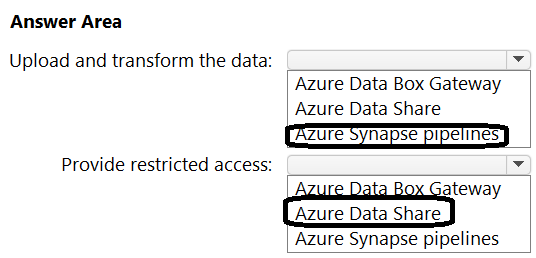 Answer Area
Upload and transform the data:
Azure Data Box Gateway
Azure Data Share
Azure Synapse pipelines
Provide restricted access:
Azure Data Box Gateway
Azure Data Share
Azure Synapse pipelines